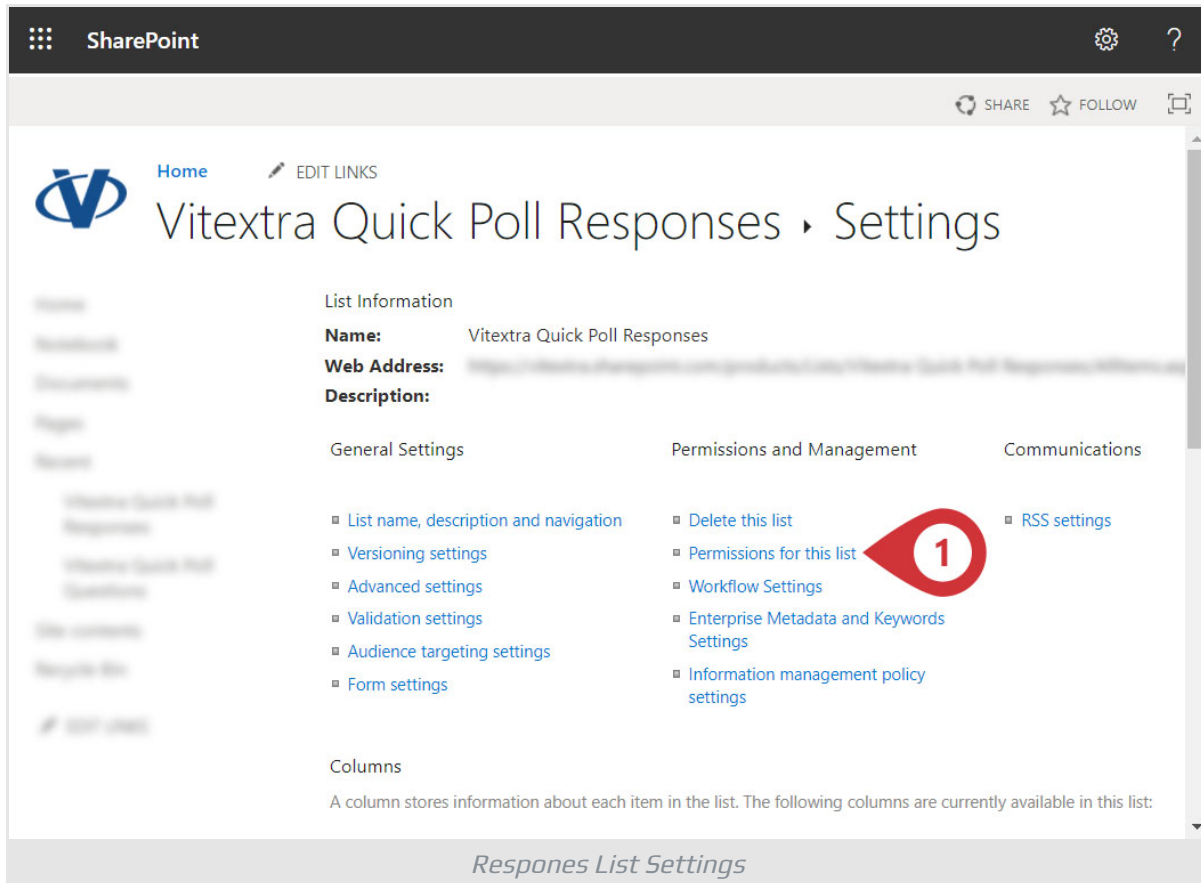 SharePoint
?
SHARE FOLLOW
Home EDIT LINKS
Vitextra Quick Poll Responses ▸ Settings
List Information
Name: Vitextra Quick Poll Responses
Web Address:
Description:
General Settings
List name, description and navigation
Versioning settings
Advanced settings
Validation settings
Audience targeting settings
Form settings
Permissions and Management
Delete this list
Permissions for this list
1
Workflow Settings
Enterprise Metadata and Keywords
Settings
Information management policy
settings
Communications
RSS settings
Columns
A column stores information about each item in the list. The following columns are currently available in this list:
Respones List Settings